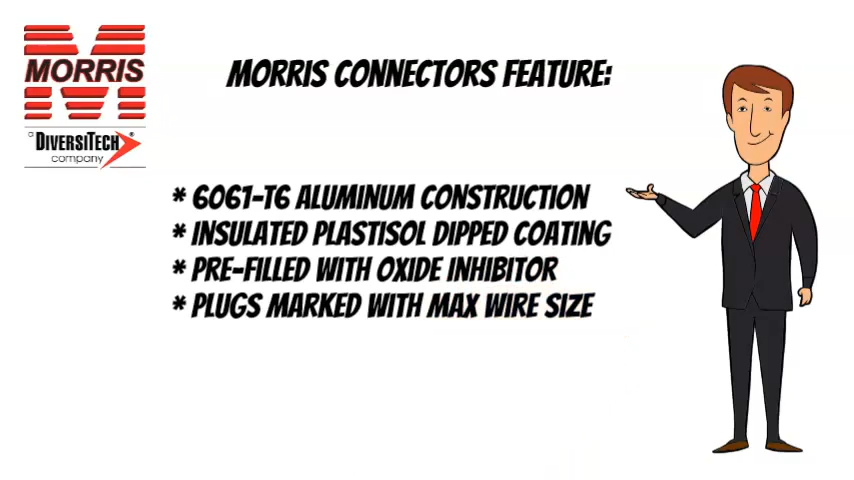 MORRIS
a DIVERSITECH®
company
MORRIS CONNECTORS FEATURE:
* 6061-T6 ALUMINUM CONSTRUCTION
* INSULATED PLASTISOL DIPPED COATING
* PRE-FILLED WITH OXIDE INHIBITOR
* PLUGS MARKED WITH MAX WIRE SIZE